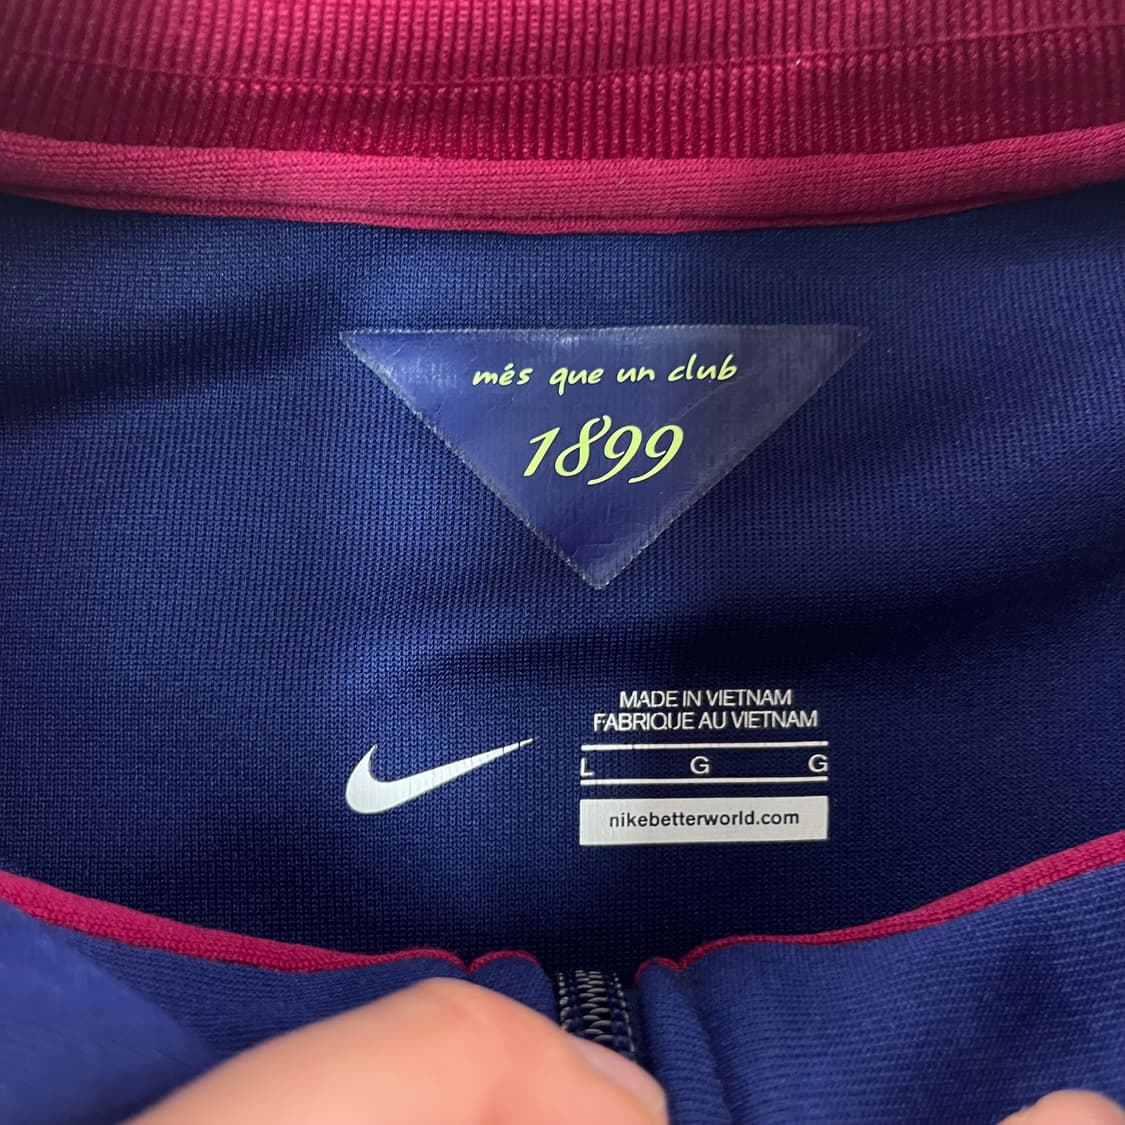 més que un club
1899
MADE IN VIETNAM
FABRIQUE AU VIETNAM
L G G
nikebetterworld.com